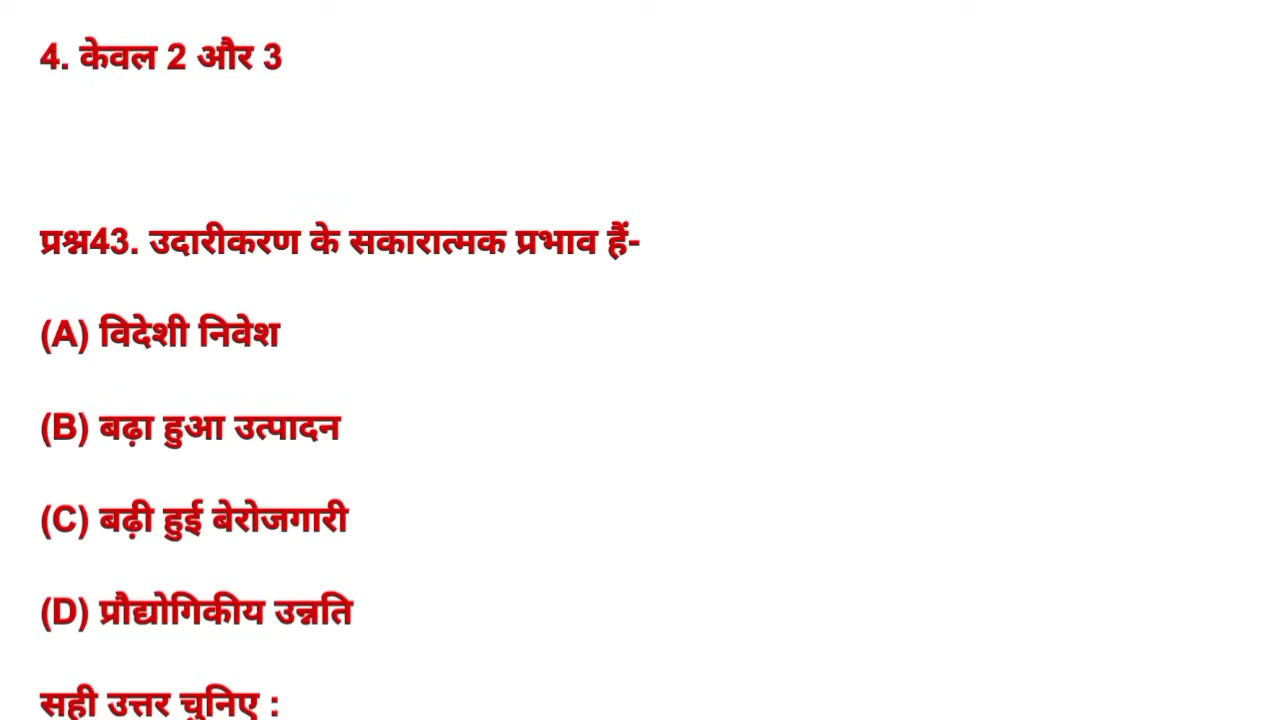 4. केवल 2 और 3
प्रश्न43. उदारीकरण के सकारात्मक प्रभाव हैं-
(A) विदेशी निवेश
(B) बढ़ा हुआ उत्पादन
(C) बढ़ी हुई बेरोजगारी
(D) प्रौद्योगिकीय उन्नति
सही उत्तर चुनिए :